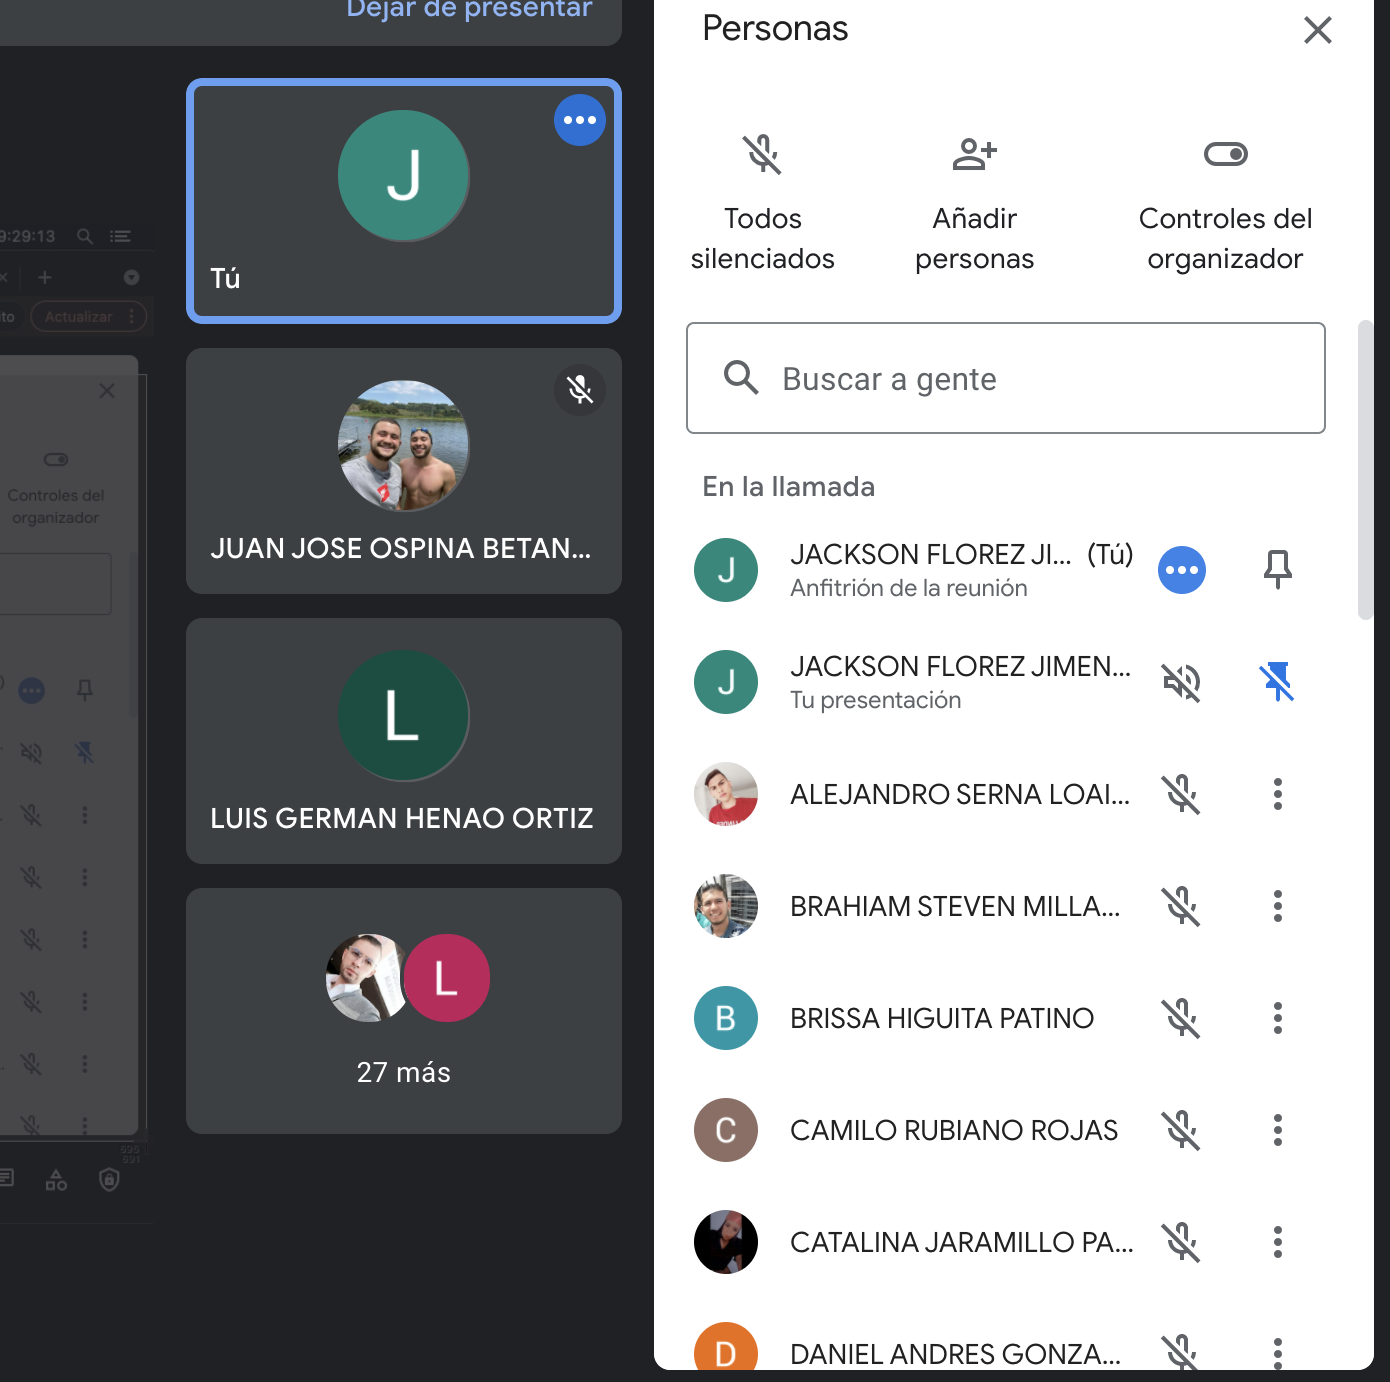 Dejar de presentar
J
Tú
JUAN JOSE OSPINA BETAN...
L
LUIS GERMAN HENAO ORTIZ
L
27 más
9:29:13
Actualizar
Controles del
organizador
Personas
Todos
silenciados
Añadir
personas
Controles del
organizador
Buscar a gente
En la llamada
J
JACKSON FLOREZ JI... (Tú)
Anfitrión de la reunión
J
JACKSON FLOREZ JIMEN...
Tu presentación
ALEJANDRO SERNA LOAI...
BRAHIAM STEVEN MILLA...
B
BRISSA HIGUITA PATINO
C
CAMILO RUBIANO ROJAS
CATALINA JARAMILLO PA...
D
DANIEL ANDRES GONZA...